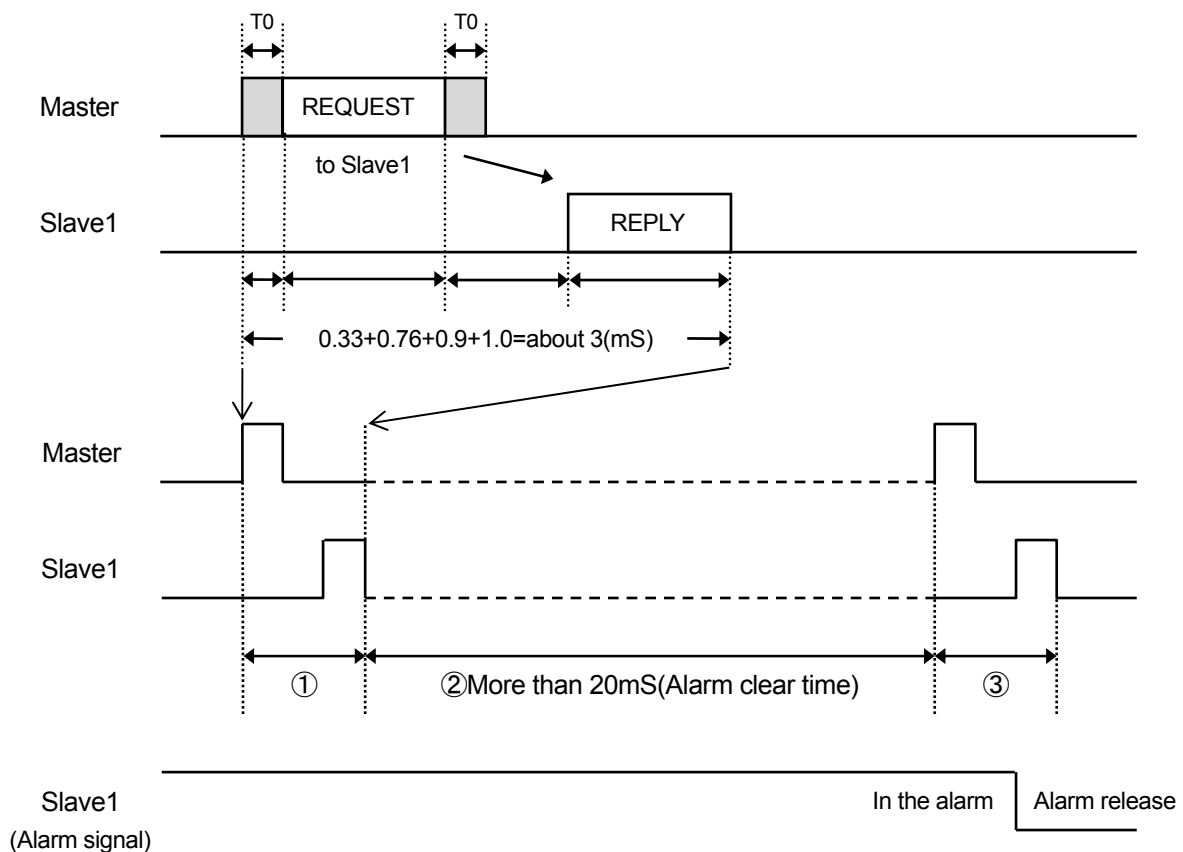 T0 T0
Master REQUEST
to Slave1
Slave1 REPLY
0.33+0.76+0.9+1.0=about 3(mS)
Master
Slave1
① ②More than 20mS(Alarm clear time) ③
In the alarm Alarm release
Slave1
(Alarm signal)